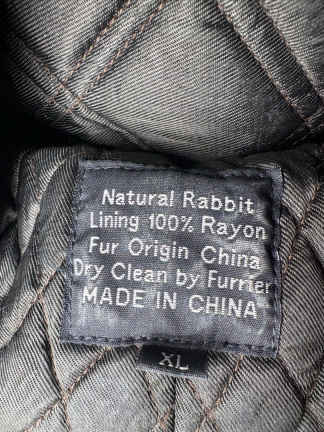 Natural Rabbit
Lining 100% Rayon
Fur Origin China
Dry Clean by Furrier
MADE IN CHINA
XL